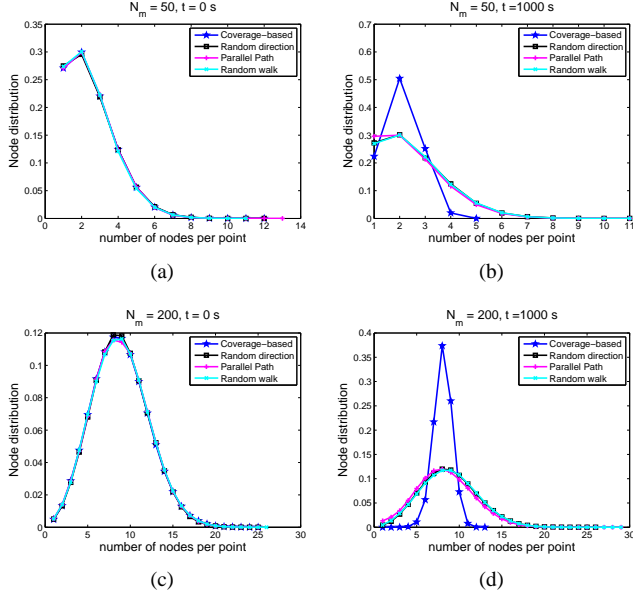 N_m = 50, t = 0 s
Node distribution
0.35
0.3
0.25
0.2
0.15
0.1
0.05
0
0 2 4 6 8 10 12 14
number of nodes per point
Coverage-based
Random direction
Parallel Path
Random walk
(a)
N_m = 50, t =1000 s
Node distribution
0.7
0.6
0.5
0.4
0.3
0.2
0.1
0
1 2 3 4 5 6 7 8 9 10 11
number of nodes per point
Coverage-based
Random direction
Parallel Path
Random walk
(b)
N_m = 200, t = 0 s
Node distribution
0.12
0.1
0.08
0.06
0.04
0.02
0
0 5 10 15 20 25 30
number of nodes per point
Coverage-based
Random direction
Parallel Path
Random walk
(c)
N_m = 200, t =1000 s
Node distribution
0.4
0.35
0.3
0.25
0.2
0.15
0.1
0.05
0
0 5 10 15 20 25 30
number of nodes per point
Coverage-based
Random direction
Parallel Path
Random walk
(d)